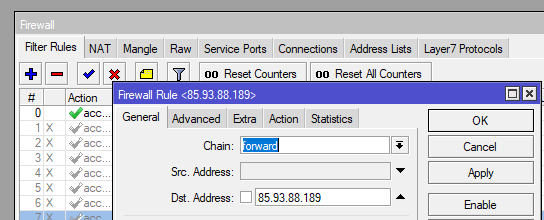 Firewall
Filter Rules NAT Mangle Raw Service Ports Connections Address Lists Layer7 Protocols
00 Reset Counters 00 Reset All Counters
# Action
Firewall Rule <85.93.88.189>
0 acc...
General Advanced Extra Action Statistics OK
1 X acc...
2 X acc...
Chain: forward Cancel
3 X acc...
4 X acc...
Src. Address: Apply
5 X acc...
Dst. Address: 85.93.88.189 Enable
6 X acc...
7 X acc...